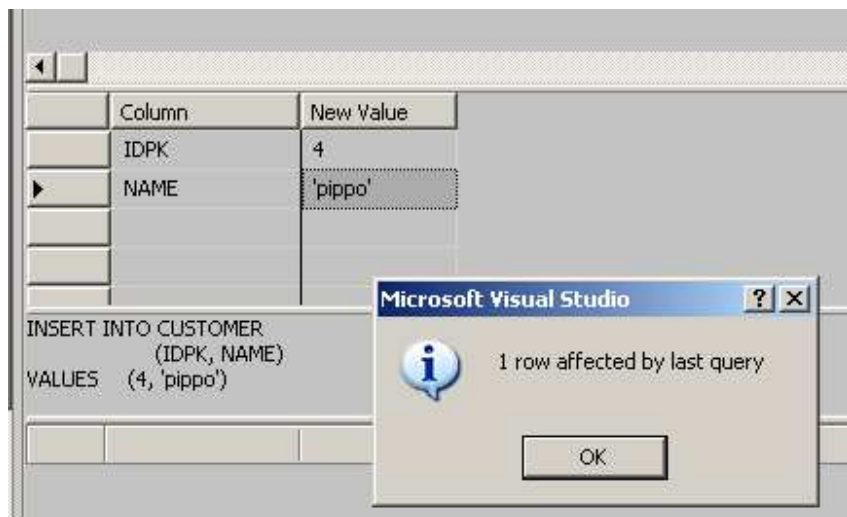 Column New Value
IDPK 4
NAME 'pippo'
Microsoft Visual Studio
1 row affected by last query
OK
INSERT INTO CUSTOMER
(IDPK, NAME)
VALUES (4, 'pippo')